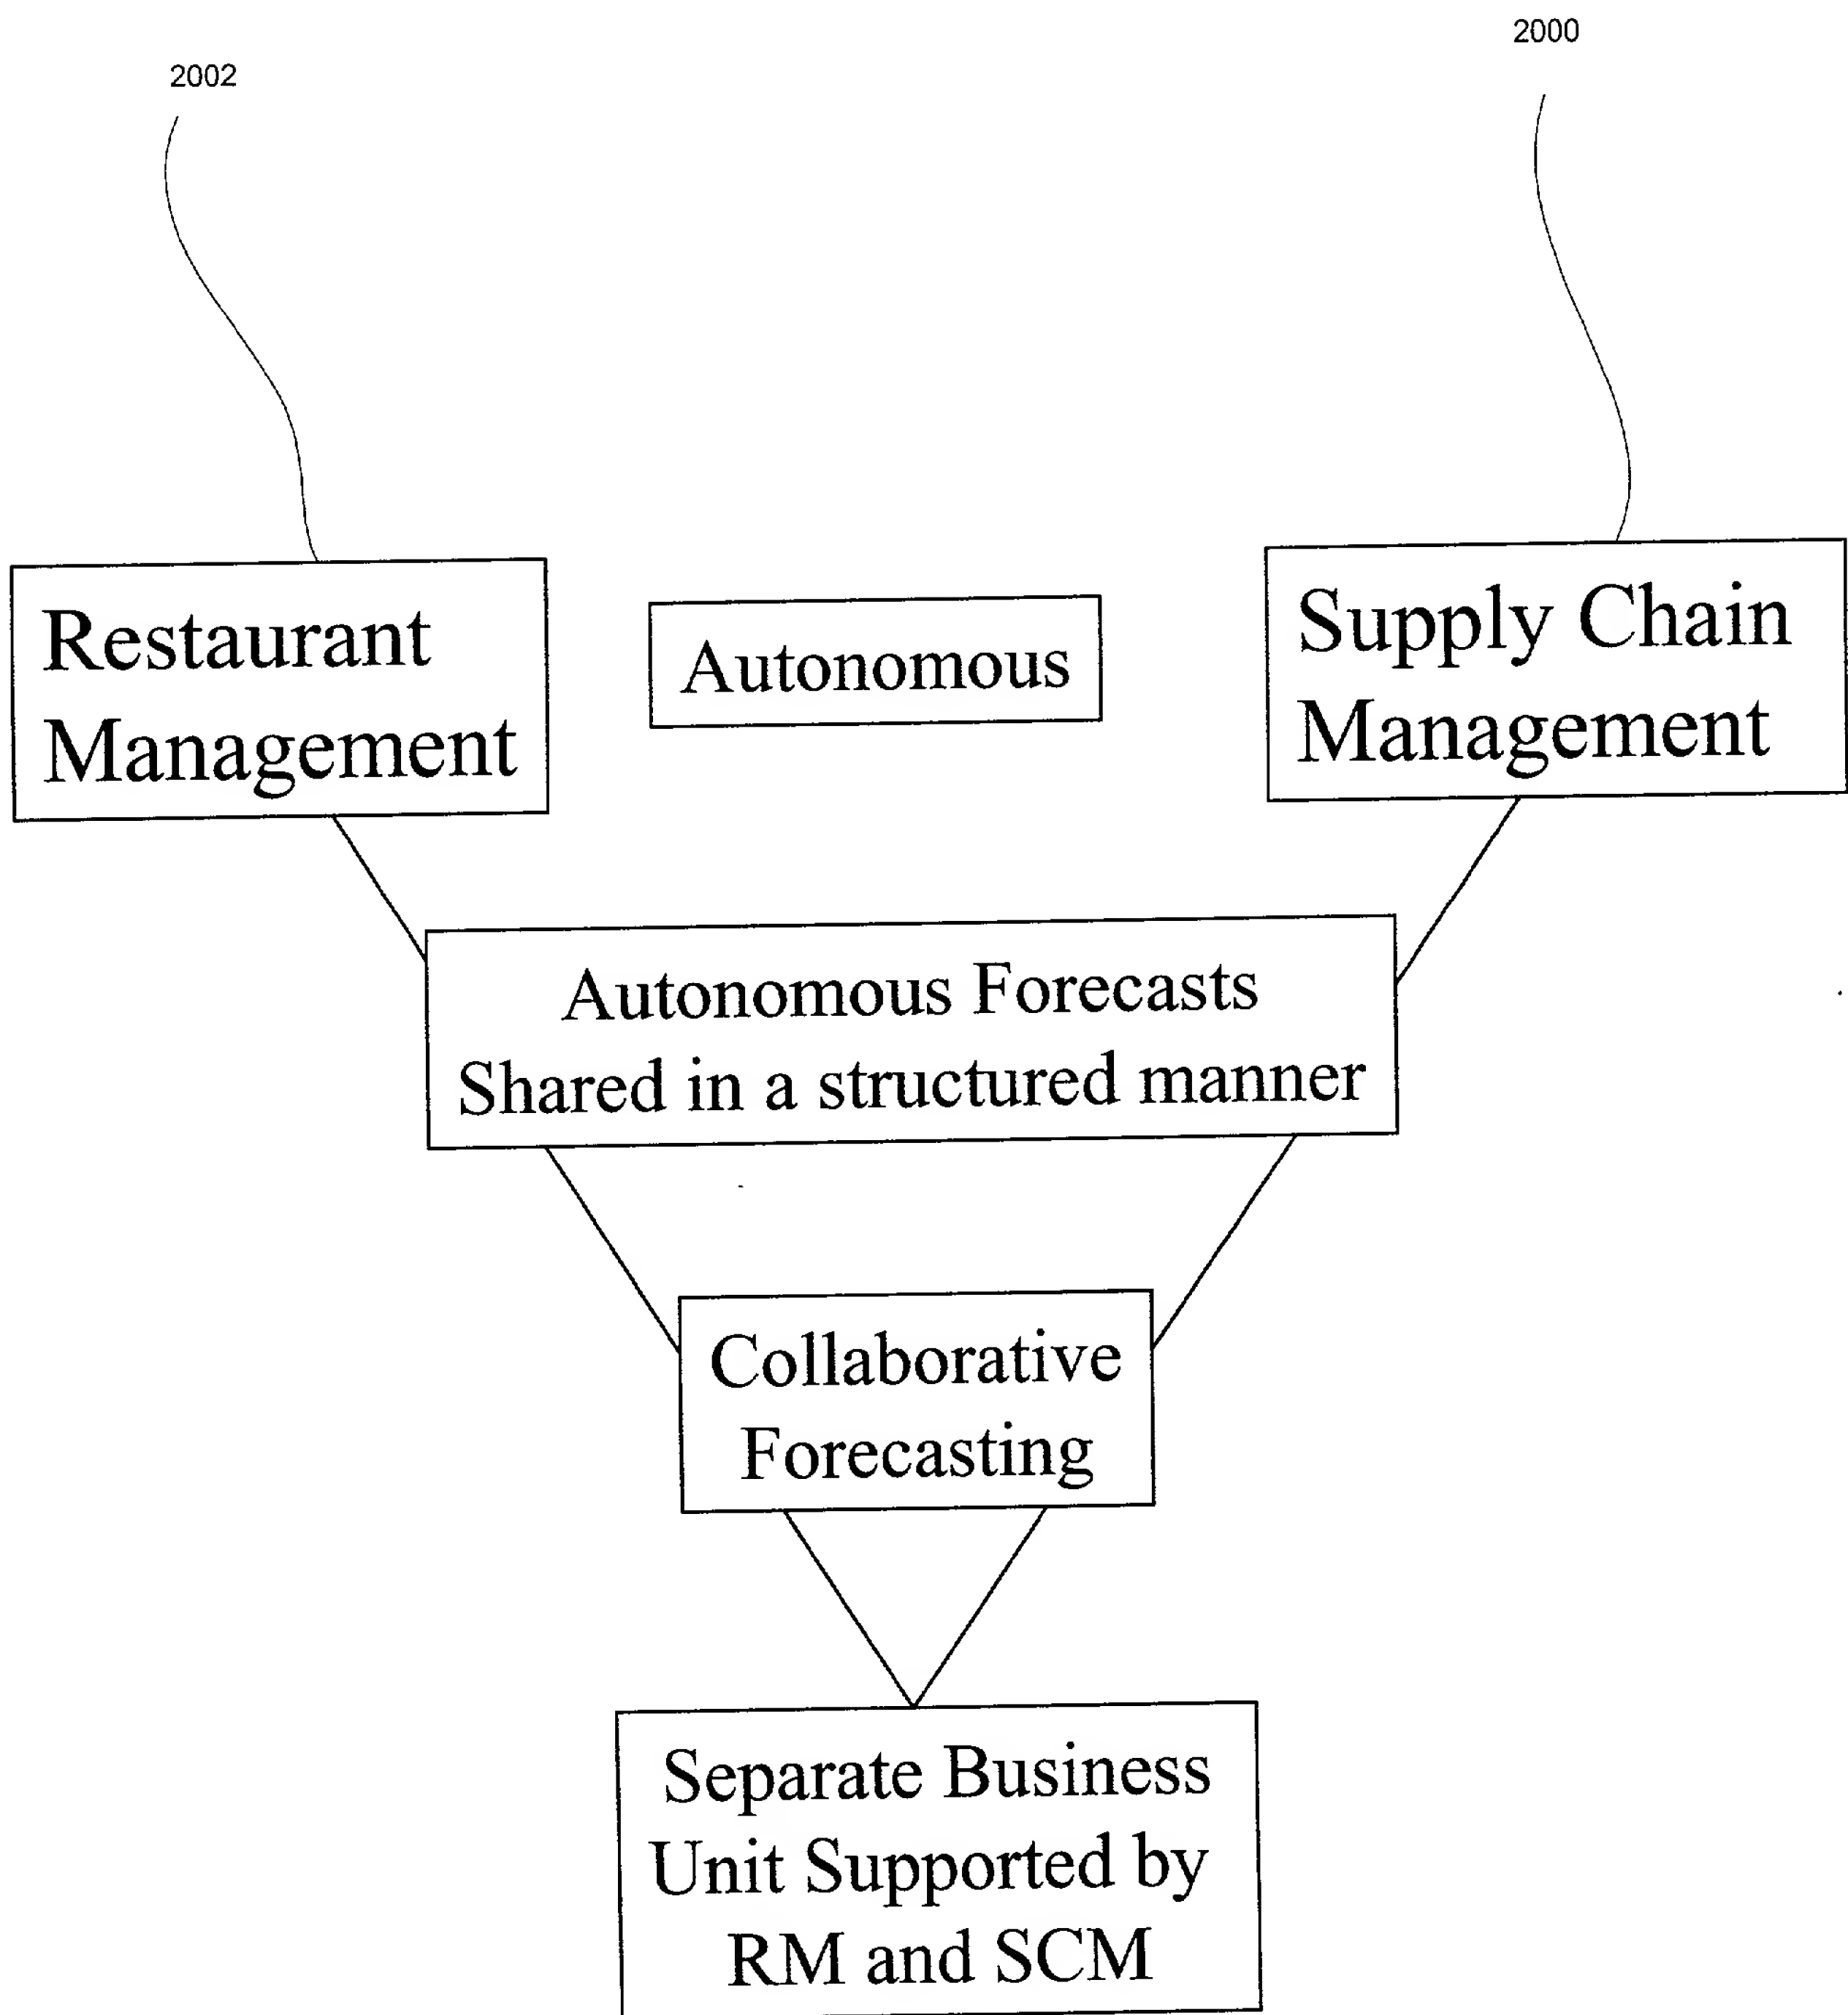 2002
2000
Restaurant
Management
Autonomous
Supply Chain
Management
Autonomous Forecasts
Shared in a structured manner
Collaborative
Forecasting
Separate Business
Unit Supported by
RM and SCM